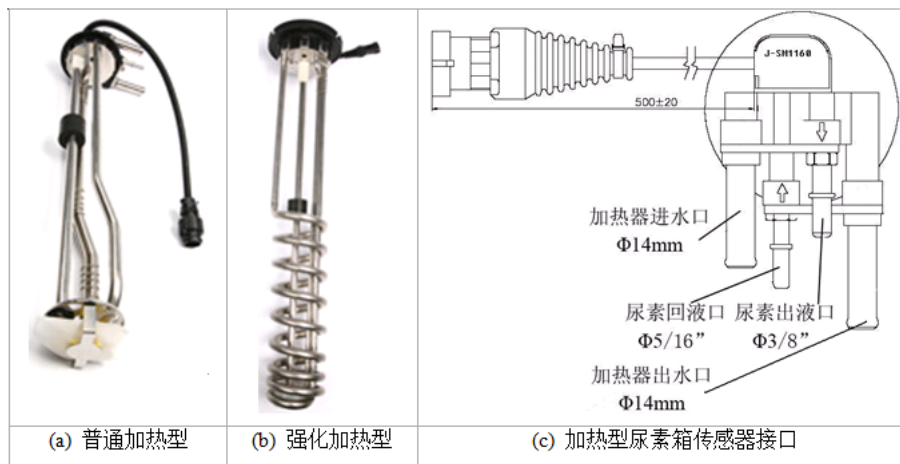 J-SM1160
500±20
加热器进水口
Φ14mm
尿素回液口 尿素出液口
Φ5/16” Φ3/8”
加热器出水口
Φ14mm
(a) 普通加热型
(b) 强化加热型
(c) 加热型尿素箱传感器接口